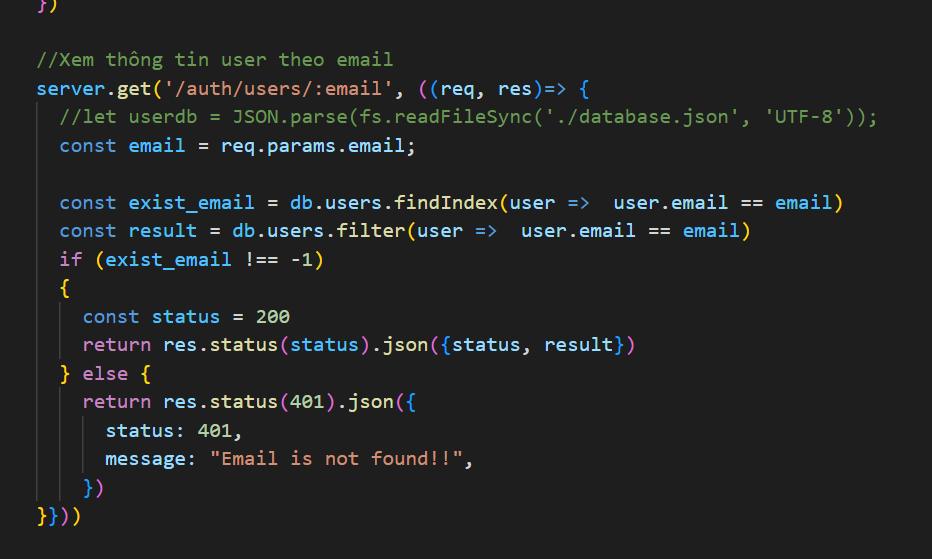 })
//Xem thông tin user theo email
server.get('/auth/users/:email', ((req, res)=> {
  //let userdb = JSON.parse(fs.readFileSync('./database.json', 'UTF-8'));
  const email = req.params.email;
  const exist_email = db.users.findIndex(user =>  user.email == email)
  const result = db.users.filter(user =>  user.email == email)
  if (exist_email !== -1)
  {
    const status = 200
    return res.status(status).json({status, result})
  } else {
    return res.status(401).json({
      status: 401,
      message: "Email is not found!!",
    })
}}))